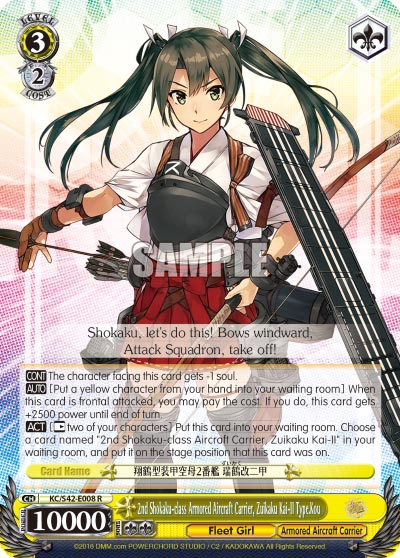 LEVEL
3
2
COST
SAMPLE
Shokaku, let's do this! Bows windward,
Attack Squadron, take off!
CONT The character facing this card gets -1 soul.
AUTO [Put a yellow character from your hand into your waiting room] When
this card is frontal attacked, you may pay the cost. If you do, this card gets
+2500 power until end of turn.
ACT [two of your characters] Put this card into your waiting room. Choose
a card named "2nd Shokaku-class Aircraft Carrier, Zuikaku Kai-II" in your
waiting room, and put it on the stage position that this card was on.
Card Name
翔鶴型装甲空母2番艦 瑞鶴改二甲
CH KC/S42-E008 R
2nd Shokaku-class Armored Aircraft Carrier, Zuikaku Kai-II Type.Kou
10000
SOUL
Fleet Girl
Armored Aircraft Carrier
©2016 DMM.com POWERCHORD STUDIO / C2 / KADOKAWA All Rights Reserved.